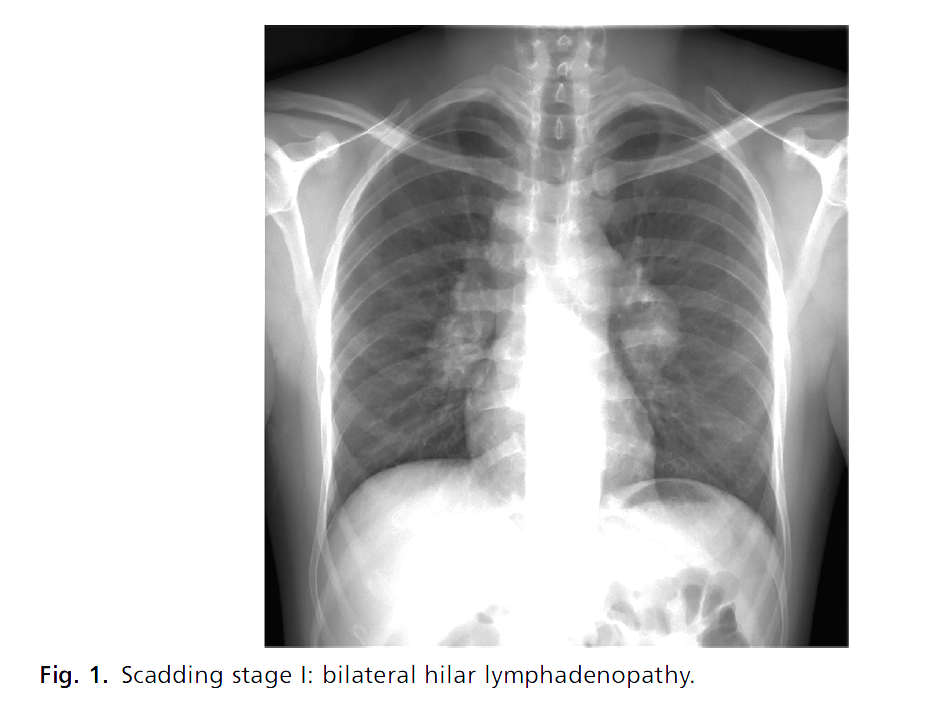 Fig. 1. Scadding stage I: bilateral hilar lymphadenopathy.